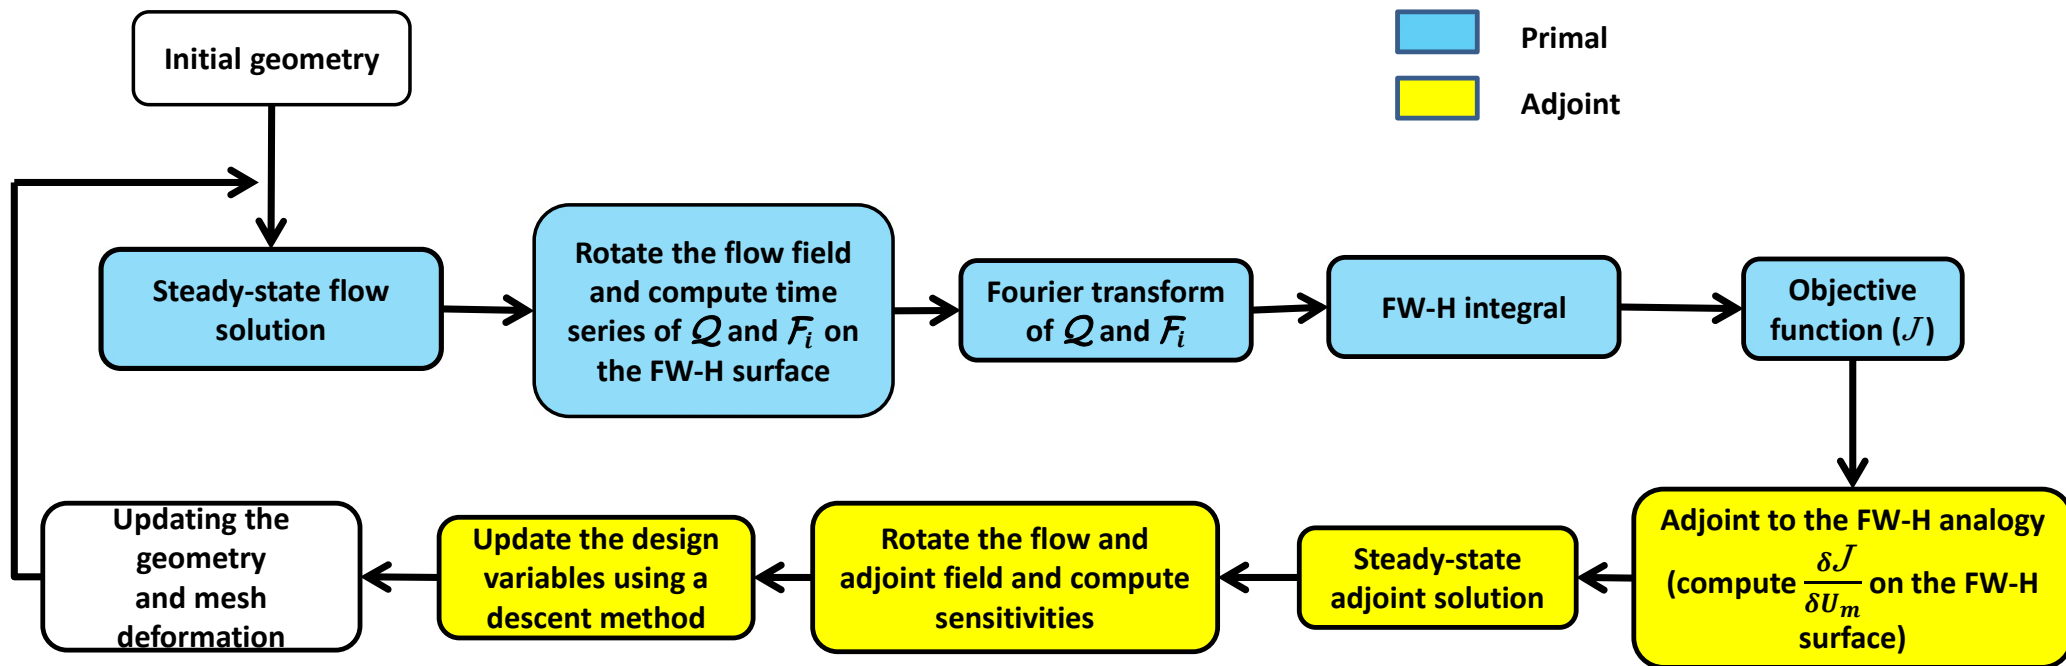 Initial geometry
Primal
Adjoint
Steady-state flow
solution
Rotate the flow field
and compute time
series of 𝒬 and ℱᵢ on
the FW-H surface
Fourier transform
of 𝒬 and ℱᵢ
FW-H integral
Objective
function (J)
Adjoint to the FW-H analogy
(compute δJ/δUₘ on the FW-H
surface)
Steady-state
adjoint solution
Rotate the flow and
adjoint field and compute
sensitivities
Update the design
variables using a
descent method
Updating the
geometry
and mesh
deformation